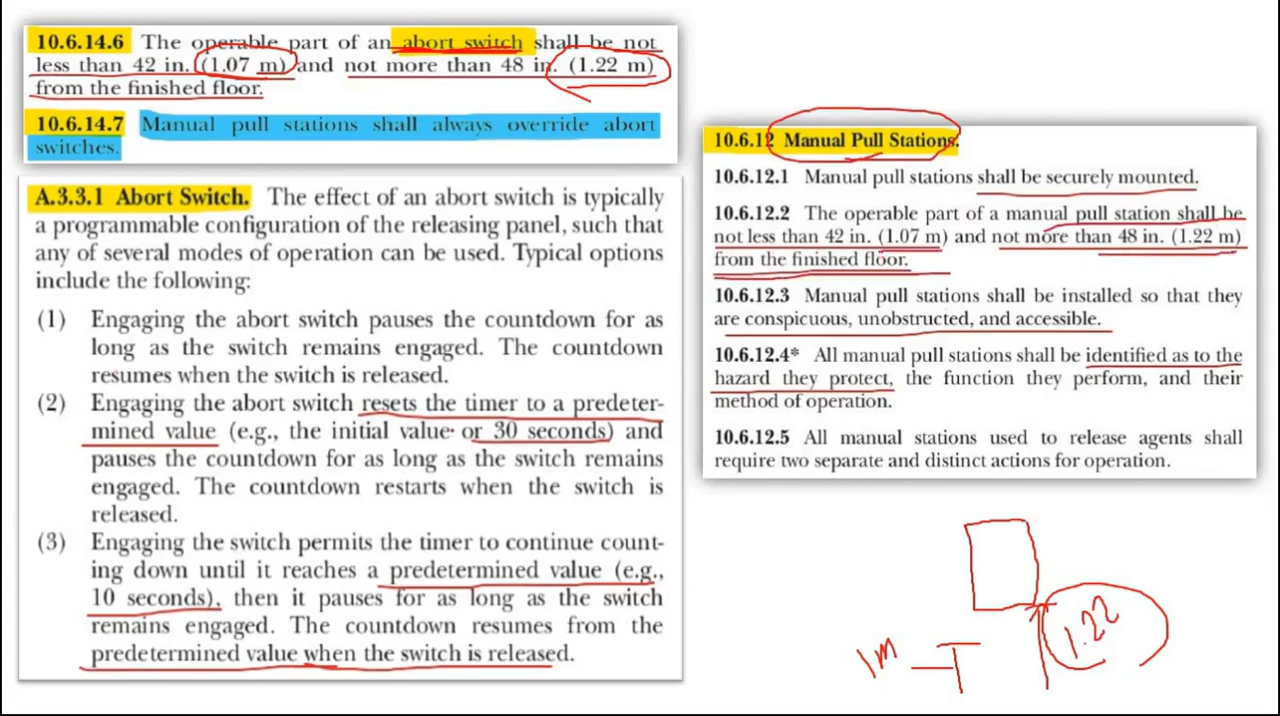 10.6.14.6 The operable part of an abort switch shall be not
less than 42 in. (1.07 m) and not more than 48 in. (1.22 m)
from the finished floor.
10.6.14.7 Manual pull stations shall always override abort
switches.
A.3.3.1 Abort Switch. The effect of an abort switch is typically
a programmable configuration of the releasing panel, such that
any of several modes of operation can be used. Typical options
include the following:
(1) Engaging the abort switch pauses the countdown for as
long as the switch remains engaged. The countdown
resumes when the switch is released.
(2) Engaging the abort switch resets the timer to a predeter-
mined value (e.g., the initial value or 30 seconds) and
pauses the countdown for as long as the switch remains
engaged. The countdown restarts when the switch is
released.
(3) Engaging the switch permits the timer to continue count-
ing down until it reaches a predetermined value (e.g.,
10 seconds), then it pauses for as long as the switch
remains engaged. The countdown resumes from the
predetermined value when the switch is released.
10.6.12 Manual Pull Stations.
10.6.12.1 Manual pull stations shall be securely mounted.
10.6.12.2 The operable part of a manual pull station shall be
not less than 42 in. (1.07 m) and not more than 48 in. (1.22 m)
from the finished floor.
10.6.12.3 Manual pull stations shall be installed so that they
are conspicuous, unobstructed, and accessible.
10.6.12.4* All manual pull stations shall be identified as to the
hazard they protect, the function they perform, and their
method of operation.
10.6.12.5 All manual stations used to release agents shall
require two separate and distinct actions for operation.
1.22
1M